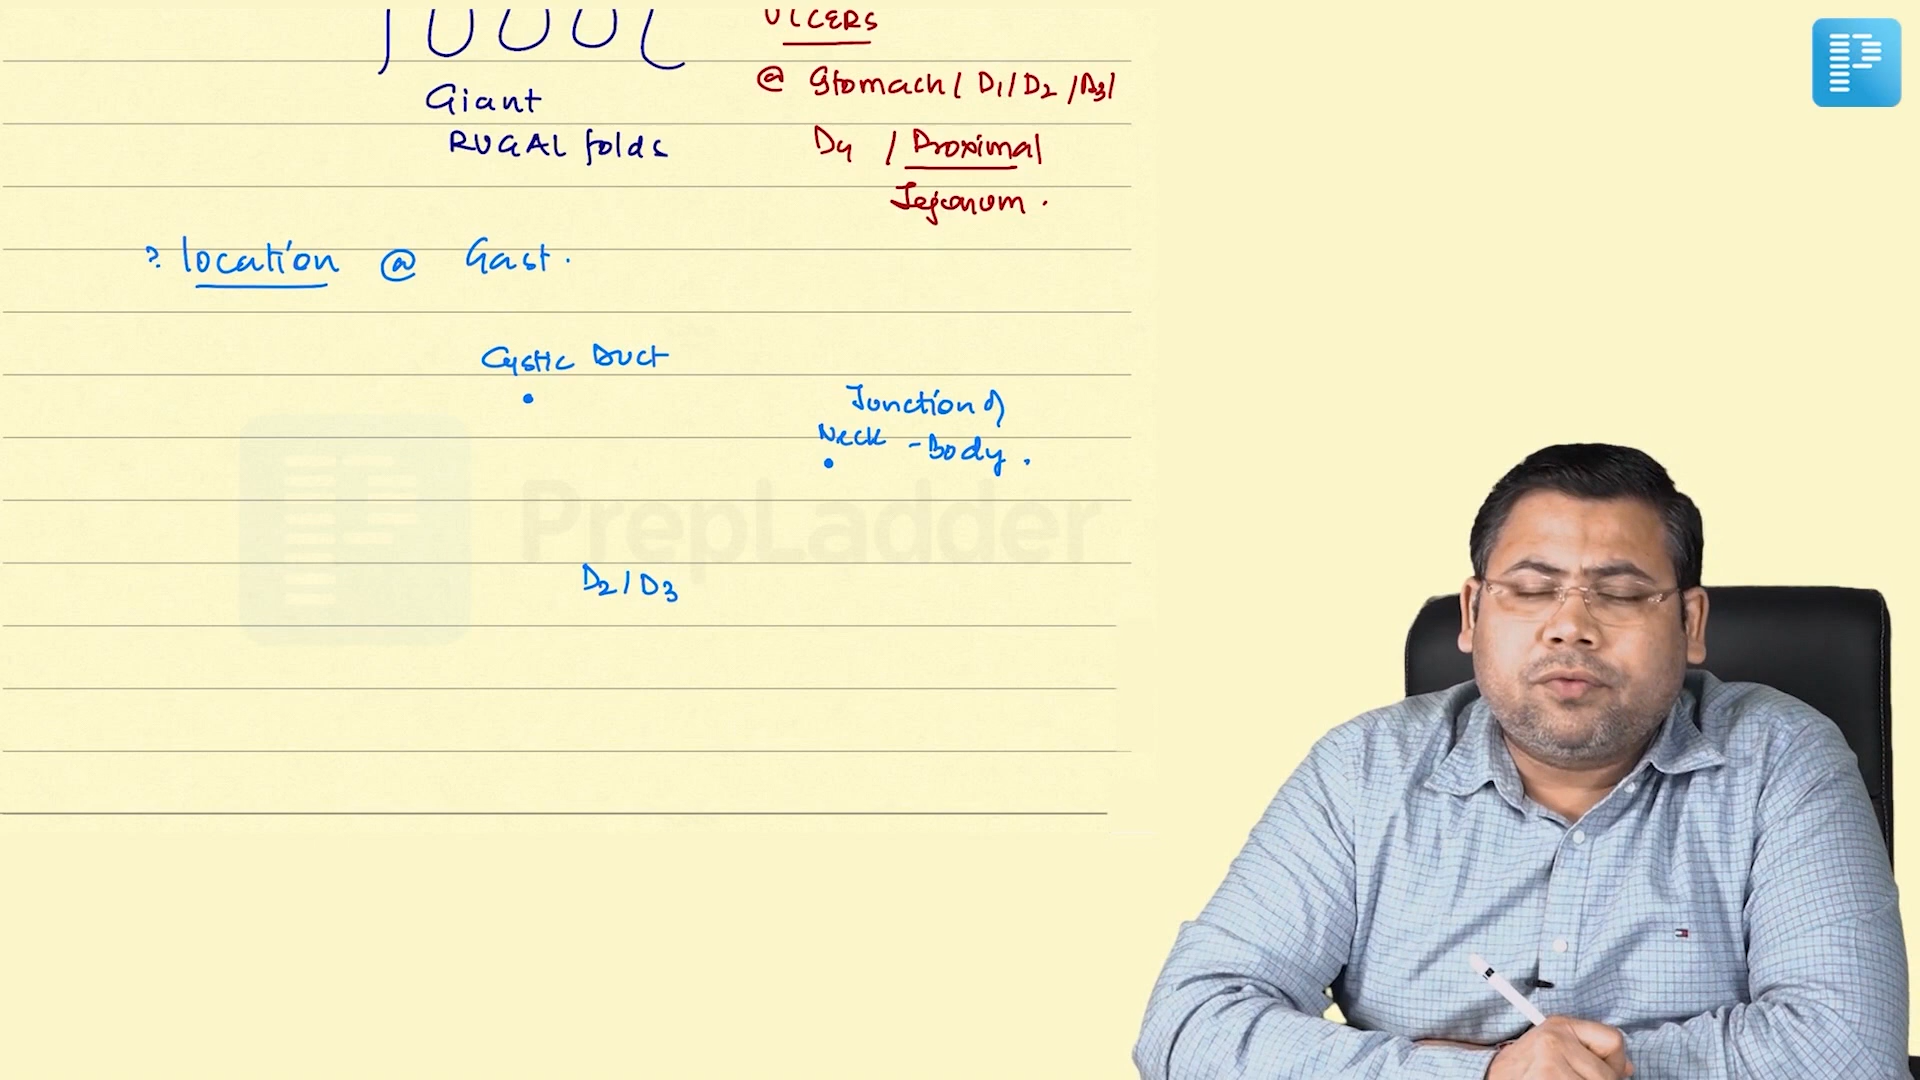 ULCERS
@ Stomach / D1 / D2 / D3 /
D4 / Proximal
Jejunum.
Giant
RUGAL folds
? location @ Gast.
Cystic Duct
Junction of
Neck - Body.
D2 / D3
PrepLadder